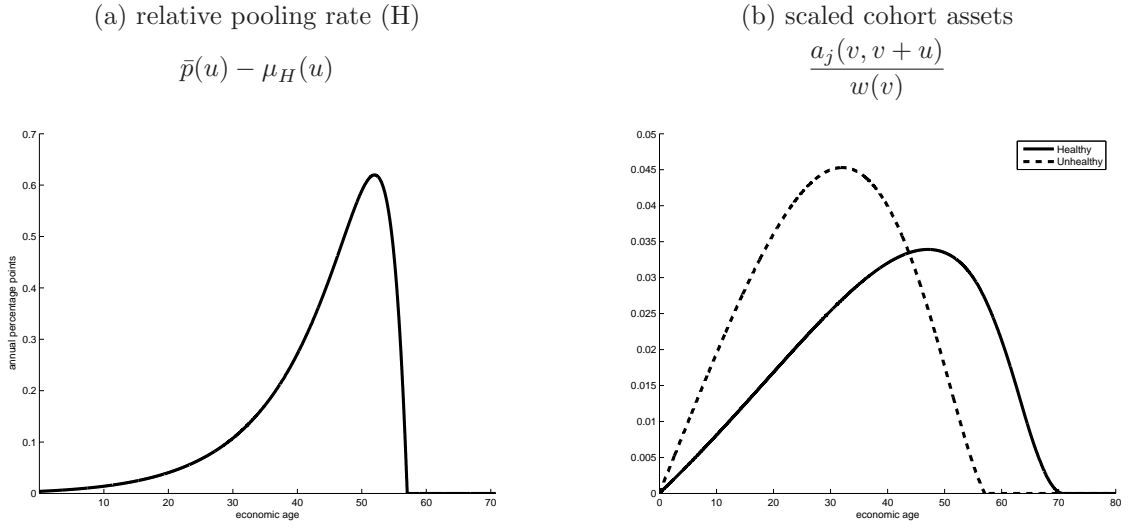 (a) relative pooling rate (H)
p̄(u) − μ_H(u)
0.7
0.6
0.5
0.4
0.3
0.2
0.1
0
annual percentage points
10 20 30 40 50 60 70
economic age
(b) scaled cohort assets
a_j(v, v + u)
w(v)
0.05
0.045
0.04
0.035
0.03
0.025
0.02
0.015
0.01
0.005
0
Healthy
Unhealthy
0 10 20 30 40 50 60 70 80
economic age